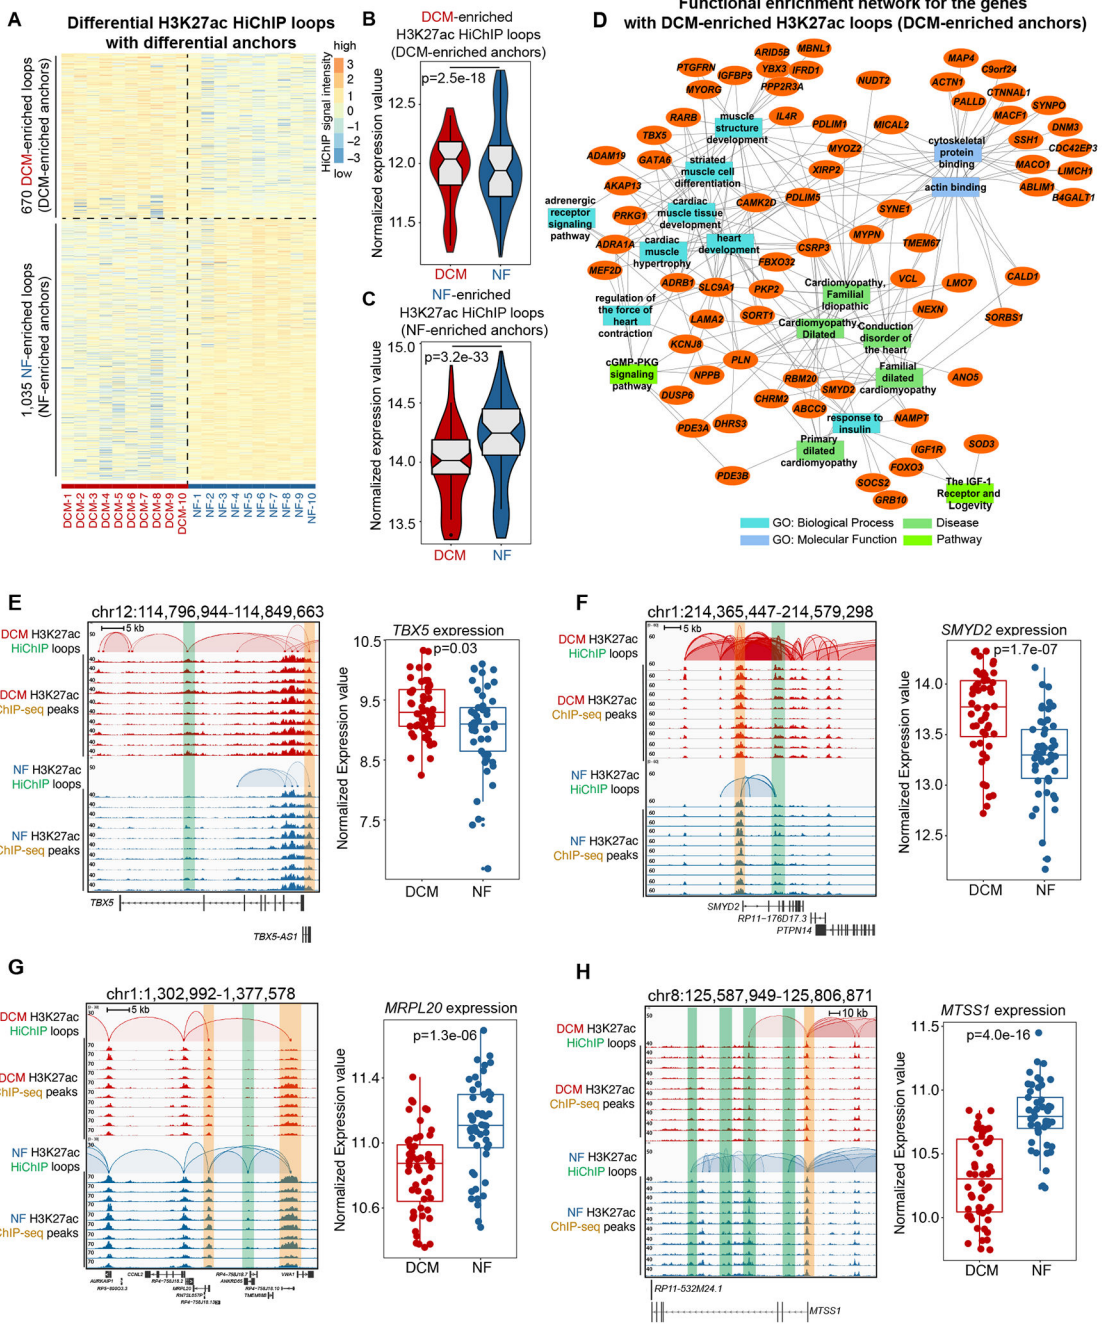 A
Differential H3K27ac HiChIP loops
with differential anchors
670 DCM-enriched loops
(DCM-enriched anchors)
1,035 NF-enriched loops
(NF-enriched anchors)
high
3
2
1
0
−1
−2
−3
low
HiChIP signal intensity
DCM-1
DCM-2
DCM-3
DCM-4
DCM-5
DCM-6
DCM-7
DCM-8
DCM-9
DCM-10
NF-1
NF-2
NF-3
NF-4
NF-5
NF-6
NF-7
NF-8
NF-9
NF-10
B
DCM-enriched
H3K27ac HiChIP loops
(DCM-enriched anchors)
p=2.5e-18
Normalized expression valuue
12.5
12.0
11.5
DCM
NF
C
NF-enriched
H3K27ac HiChIP loops
(NF-enriched anchors)
p=3.2e-33
Normalized expression valuue
15.0
14.5
14.0
13.5
DCM
NF
D
Functional enrichment network for the genes
with DCM-enriched H3K27ac loops (DCM-enriched anchors)
ARID5B
MBNL1
PTGFRN
IGFBP5
YBX3
IFRD1
MYORG
PPP2R3A
NUDT2
MAP4
C9orf24
ACTN1
CTNNAL1
PALLD
SYNPO
MACF1
DNM3
RARB
muscle
structure
development
IL4R
PDLIM1
MICAL2
SSH1
CDC42EP3
TBX5
MYOZ2
cytoskeletal
protein
binding
MACO1
LIMCH1
ADAM19
GATA6
striated
muscle cell
differentiation
XIRP2
AKAP13
actin binding
ABLIM1
B4GALT1
adrenergic
receptor
signaling
pathway
PRKG1
cardiac
muscle tissue
development
CAMK2D
PDLIM5
SYNE1
ADRA1A
cardiac
muscle
hypertrophy
heart
development
CSRP3
MYPN
TMEM67
MEF2D
FBXO32
ADRB1
SLC9A1
PKP2
Cardiomyopathy,
Familial
Idiopathic
VCL
LMO7
CALD1
regulation of
the force of
heart
contraction
LAMA2
SORT1
Cardiomyopathy,
Dilated
Conduction
disorder of
the heart
NEXN
SORBS1
KCNJ8
cGMP-PKG
signaling
pathway
PLN
NPPB
RBM20
SMYD2
Familial
dilated
cardiomyopathy
ANO5
DUSP6
CHRM2
ABCC9
PDE3A
DHRS3
response to
insulin
NAMPT
Primary
dilated
cardiomyopathy
IGF1R
SOD3
FOXO3
PDE3B
SOCS2
GRB10
The IGF-1
Receptor and
Logevity
GO: Biological Process
Disease
GO: Molecular Function
Pathway
E
chr12:114,796,944-114,849,663
5 kb
DCM H3K27ac
HiChIP loops
DCM H3K27ac
ChIP-seq peaks
NF H3K27ac
HiChIP loops
NF H3K27ac
ChIP-seq peaks
TBX5
TBX5-AS1
TBX5 expression
p=0.03
Normalized Expression value
10.5
9.5
8.5
7.5
DCM
NF
F
chr1:214,365,447-214,579,298
5 kb
DCM H3K27ac
HiChIP loops
DCM H3K27ac
ChIP-seq peaks
NF H3K27ac
HiChIP loops
NF H3K27ac
ChIP-seq peaks
SMYD2
RP11−176D17.3
PTPN14
SMYD2 expression
p=1.7e-07
Normalized Expression value
14.0
13.5
13.0
12.5
DCM
NF
G
chr1:1,302,992-1,377,578
5 kb
DCM H3K27ac
HiChIP loops
DCM H3K27ac
ChIP-seq peaks
NF H3K27ac
HiChIP loops
NF H3K27ac
ChIP-seq peaks
AURKAIP1
CCNL2
RP4−758J18.2
MRPL20
RP4−758J18.13
RP4−758J18.7
ANKRD65
RP4−758J18.10
TMEM88B
VWA1
MRPL20 expression
p=1.3e-06
Normalized Expression value
11.4
11.0
10.6
DCM
NF
H
chr8:125,587,949-125,806,871
10 kb
DCM H3K27ac
HiChIP loops
DCM H3K27ac
ChIP-seq peaks
NF H3K27ac
HiChIP loops
NF H3K27ac
ChIP-seq peaks
RP11−532M24.1
MTSS1
MTSS1 expression
p=4.0e-16
Normalized Expression value
11.5
11.0
10.5
10.0
DCM
NF